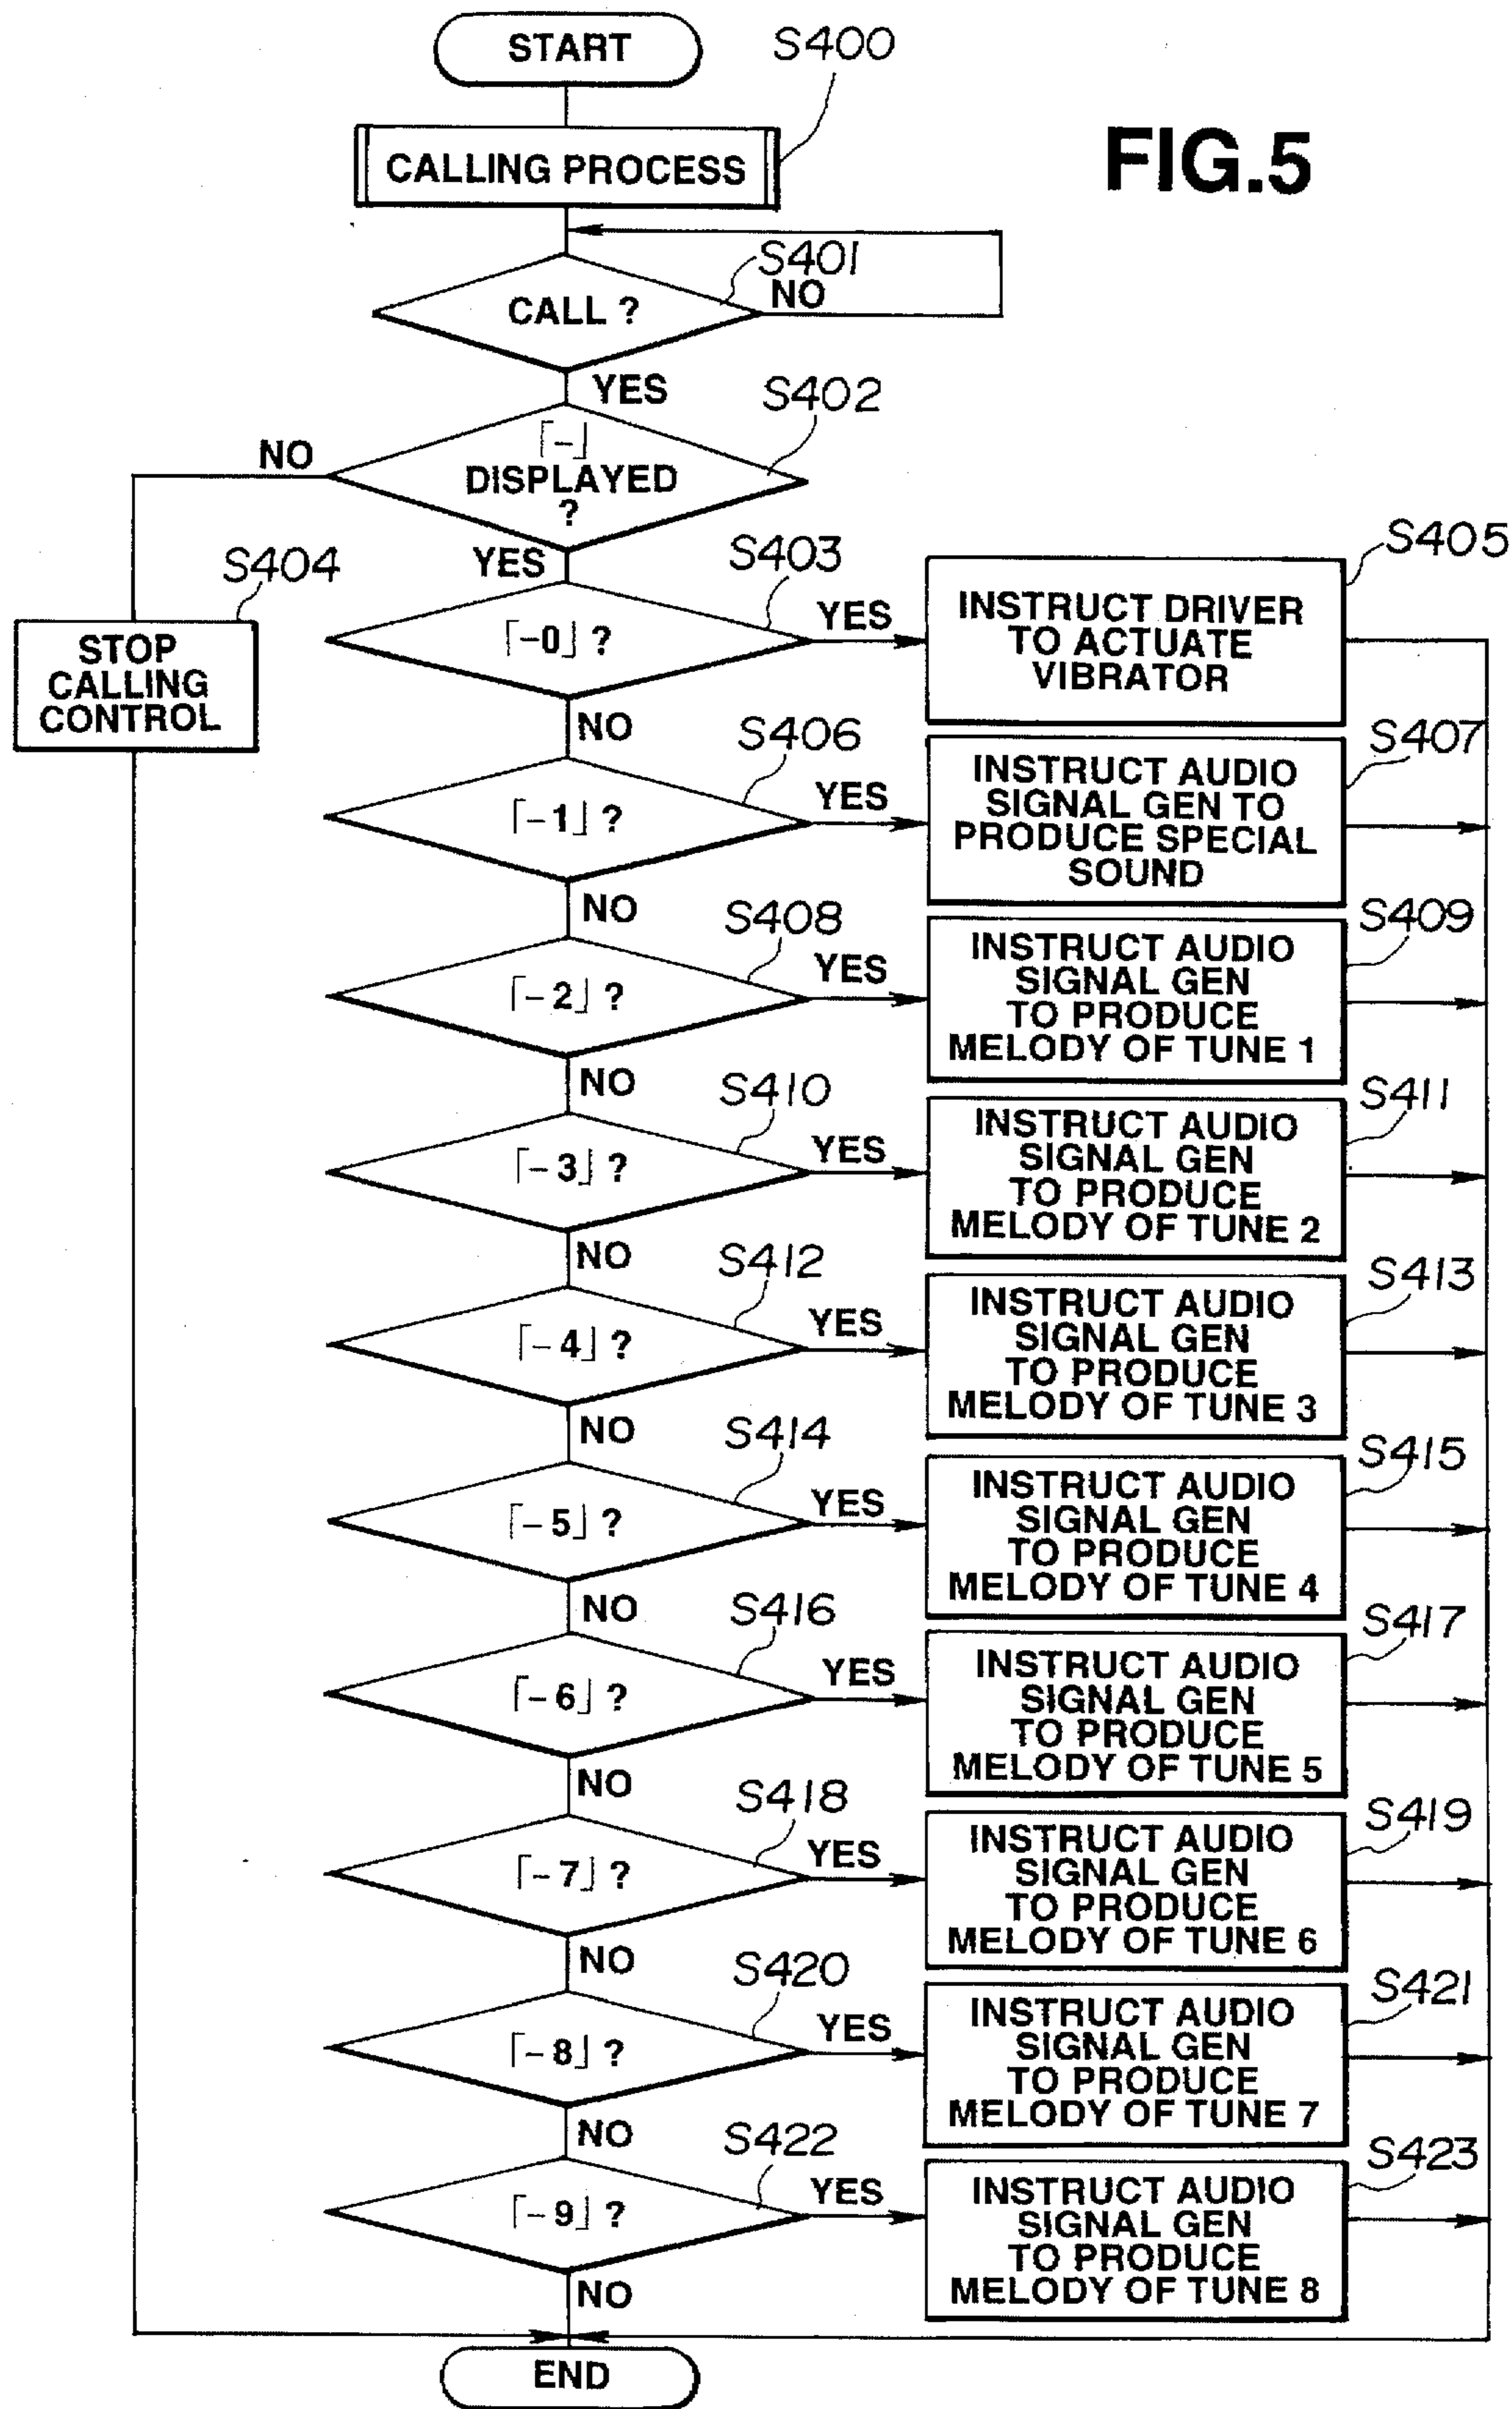 START
S400
CALLING PROCESS
FIG.5
S401
CALL ?
NO
YES
S402
「-」
DISPLAYED
?
NO
YES
S404
STOP
CALLING
CONTROL
S403
「-0」 ?
YES
S405
INSTRUCT DRIVER
TO ACTUATE
VIBRATOR
NO
S406
「-1」 ?
YES
S407
INSTRUCT AUDIO
SIGNAL GEN TO
PRODUCE SPECIAL
SOUND
NO
S408
「-2」 ?
YES
S409
INSTRUCT AUDIO
SIGNAL GEN
TO PRODUCE
MELODY OF TUNE 1
NO
S410
「-3」 ?
YES
S411
INSTRUCT AUDIO
SIGNAL GEN
TO PRODUCE
MELODY OF TUNE 2
NO
S412
「-4」 ?
YES
S413
INSTRUCT AUDIO
SIGNAL GEN
TO PRODUCE
MELODY OF TUNE 3
NO
S414
「-5」 ?
YES
S415
INSTRUCT AUDIO
SIGNAL GEN
TO PRODUCE
MELODY OF TUNE 4
NO
S416
「-6」 ?
YES
S417
INSTRUCT AUDIO
SIGNAL GEN
TO PRODUCE
MELODY OF TUNE 5
NO
S418
「-7」 ?
YES
S419
INSTRUCT AUDIO
SIGNAL GEN
TO PRODUCE
MELODY OF TUNE 6
NO
S420
「-8」 ?
YES
S421
INSTRUCT AUDIO
SIGNAL GEN
TO PRODUCE
MELODY OF TUNE 7
NO
S422
「-9」 ?
YES
S423
INSTRUCT AUDIO
SIGNAL GEN
TO PRODUCE
MELODY OF TUNE 8
NO
END